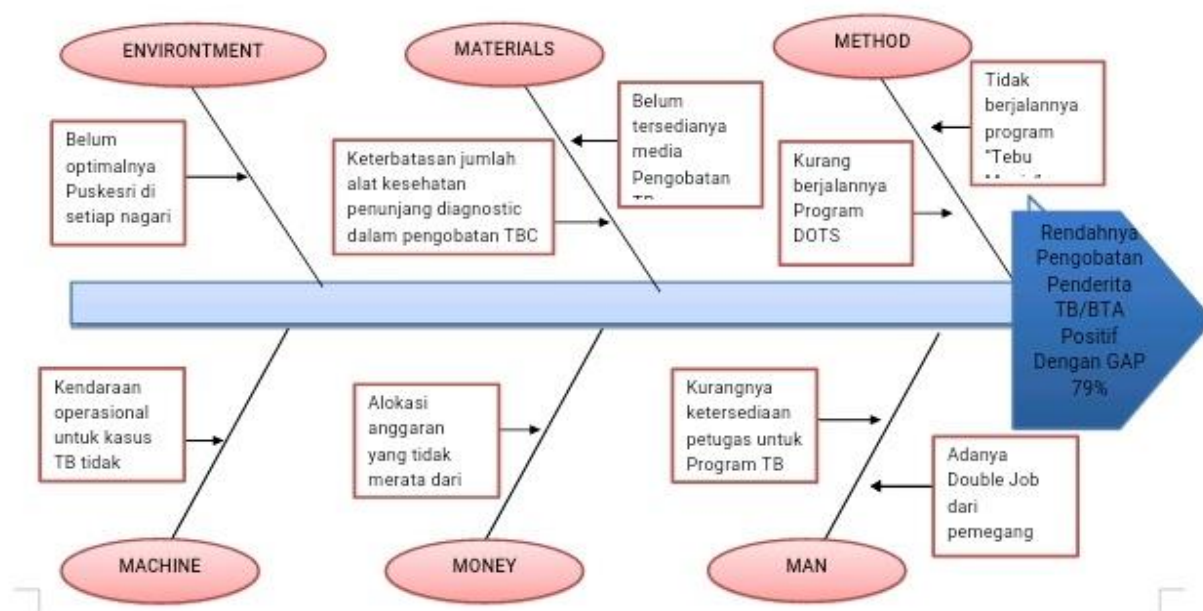 ENVIRONTMENT
MATERIALS
METHOD
Belum
optimalnya
Puskesri di
setiap nagari
Keterbatasan jumlah
alat kesehatan
penunjang diagnostic
dalam pengobatan TBC
Belum
tersedianya
media
Pengobatan
Kurang
berjalannya
Program
DOTS
Tidak
berjalannya
program
"Tebu
Rendahnya
Pengobatan
Penderita
TB/BTA
Positif
Dengan GAP
79%
Kendaraan
operasional
untuk kasus
TB tidak
Alokasi
anggaran
yang tidak
merata dari
Kurangnya
ketersediaan
petugas untuk
Program TB
Adanya
Double Job
dari
pemegang
MACHINE
MONEY
MAN